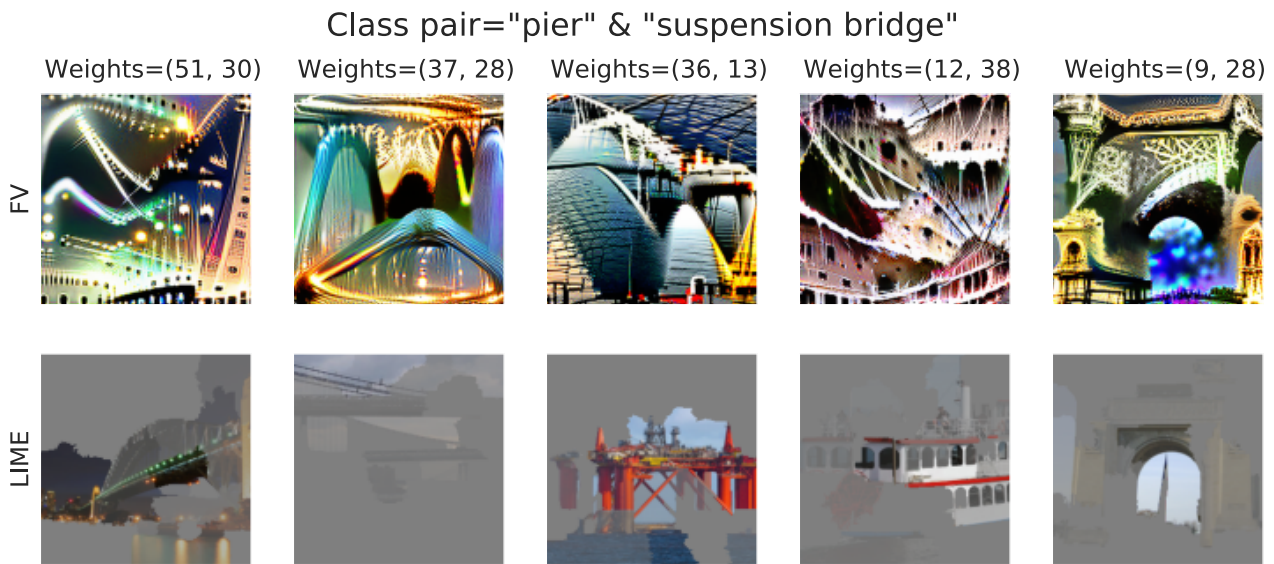 Class pair="pier" & "suspension bridge"
Weights=(51, 30) Weights=(37, 28) Weights=(36, 13) Weights=(12, 38) Weights=(9, 28)
FV
LIME